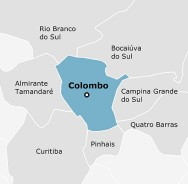 Rio Branco
do Sul
Bocaiúva
do Sul
Almirante
Tamandaré
Colombo
Campina Grande
do Sul
Quatro Barras
Curitiba
Pinhais